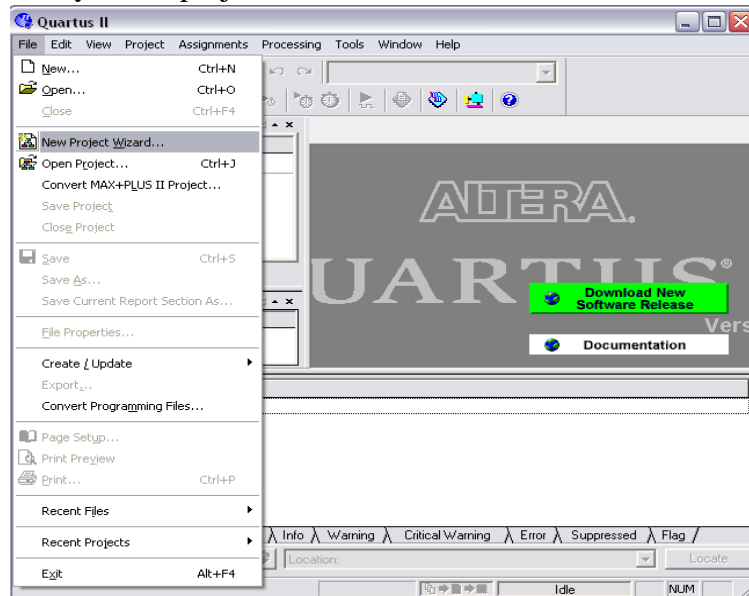 Quartus II
File Edit View Project Assignments Processing Tools Window Help
New... Ctrl+N
Open... Ctrl+O
Close Ctrl+F4
New Project Wizard...
Open Project... Ctrl+J
Convert MAX+PLUS II Project...
Save Project
Close Project
Save Ctrl+S
Save As...
Save Current Report Section As...
File Properties...
Create / Update
Export...
Convert Programming Files...
Page Setup...
Print Preview
Print... Ctrl+P
Recent Files
Recent Projects
Exit Alt+F4
ALTERA.
UARTUS®
Download New
Software Release
Vers
Documentation
Info Warning Critical Warning Error Suppressed Flag
Location: Locate
Idle NUM